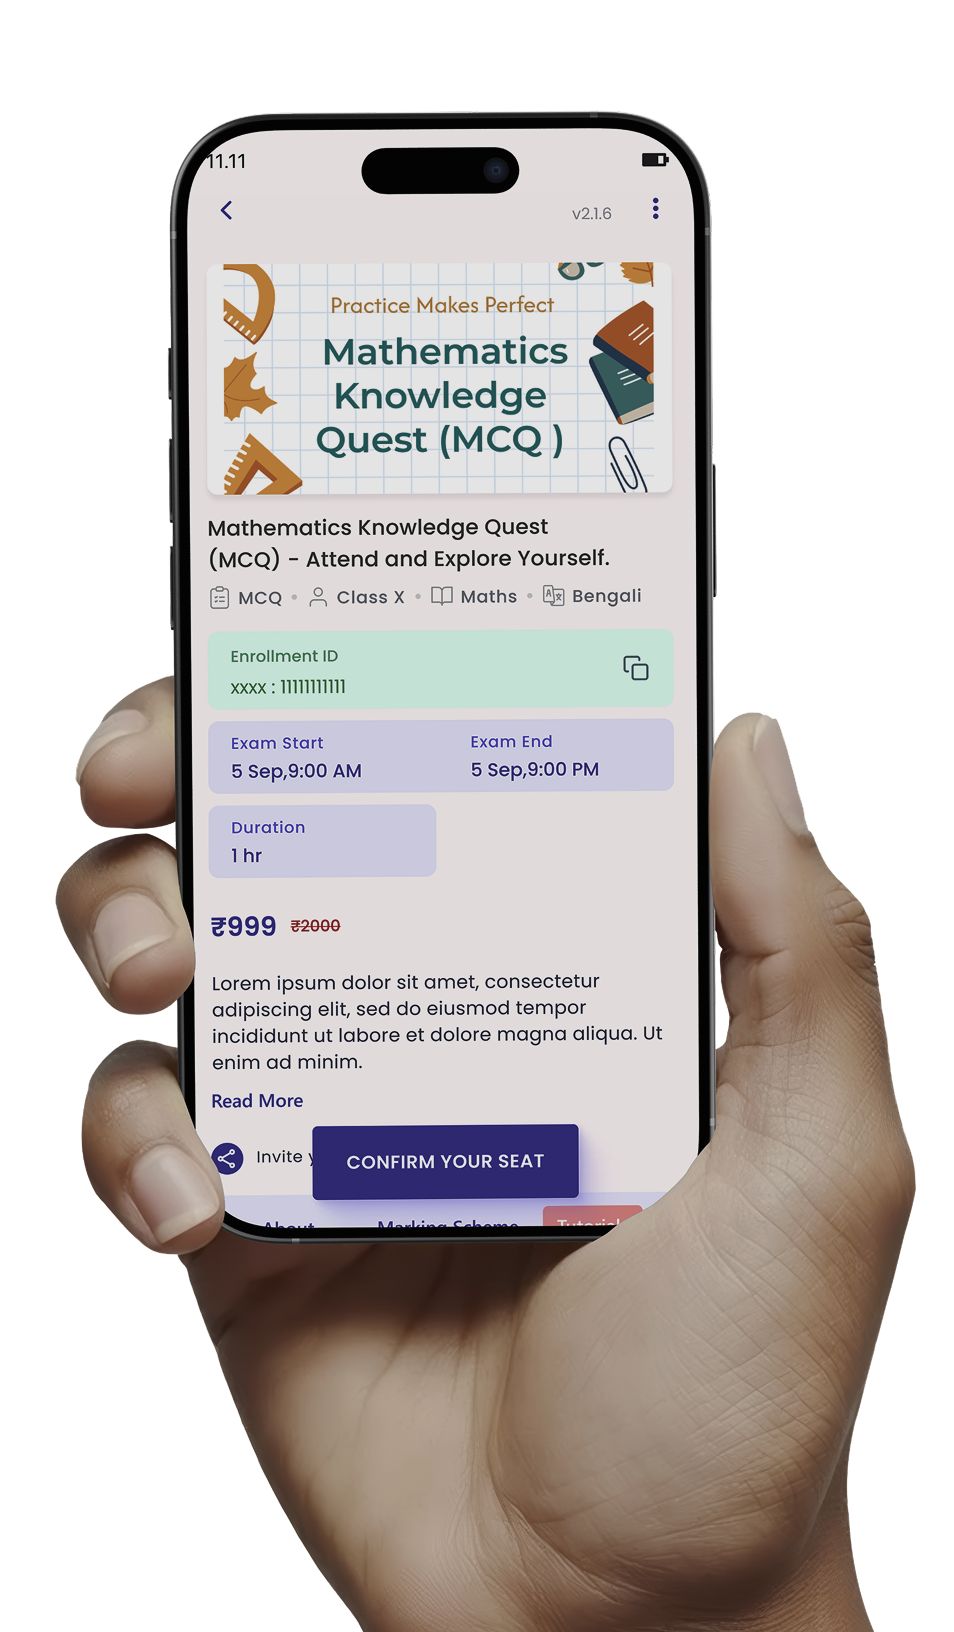 11.11
v2.1.6
Practice Makes Perfect
Mathematics
Knowledge
Quest (MCQ )
Mathematics Knowledge Quest
(MCQ) - Attend and Explore Yourself.
MCQ • Class X • Maths • Bengali
Enrollment ID
xxxx : 11111111111
Exam Start
Exam End
5 Sep,9:00 AM
5 Sep,9:00 PM
Duration
1 hr
₹999 ₹2000
Lorem ipsum dolor sit amet, consectetur
adipiscing elit, sed do eiusmod tempor
incididunt ut labore et dolore magna aliqua. Ut
enim ad minim.
Read More
Invite
CONFIRM YOUR SEAT
About
Marking Scheme